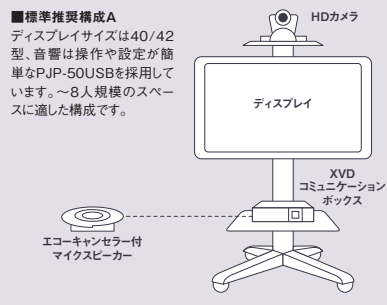 ■標準推奨構成A
ディスプレイサイズは40/42
型、音響は操作や設定が簡
単なPJP-50USBを採用して
います。〜8人規模のスペー
スに適した構成です。
HDカメラ
ディスプレイ
XVD
コミュニケーション
ボックス
エコーキャンセラー付
マイクスピーカー